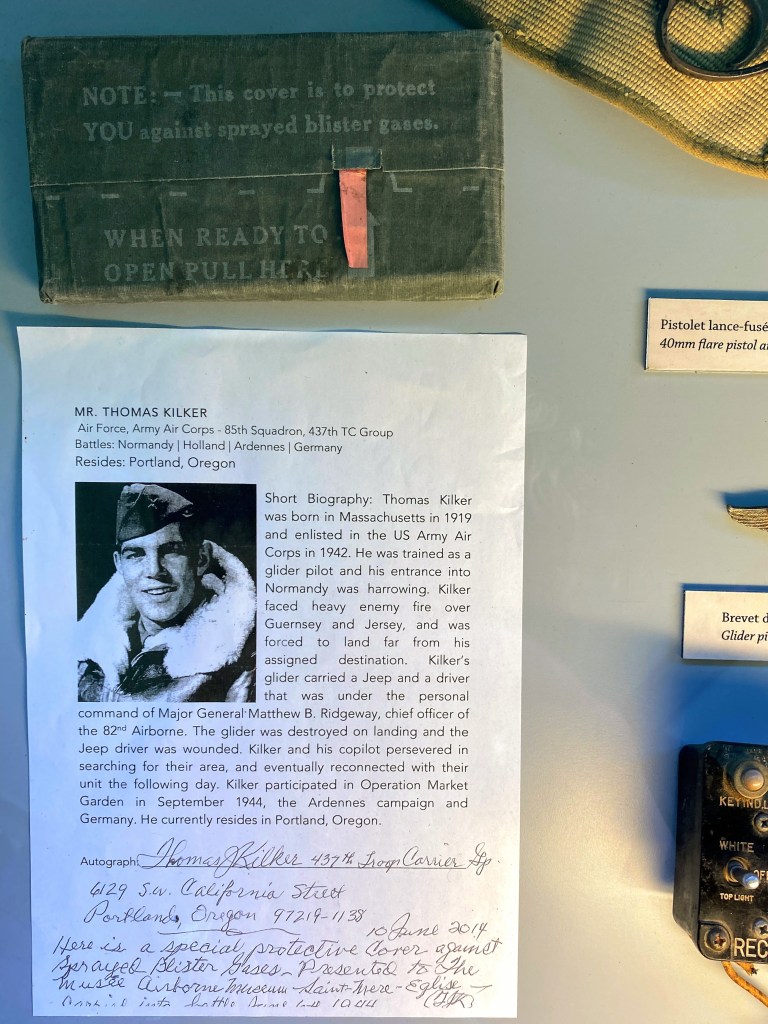 NOTE: — This cover is to protect
YOU against sprayed blister gases.
WHEN READY TO
OPEN PULL HERE
Pistolet lance-fusé
40mm flare pistol a
MR. THOMAS KILKER
Air Force, Army Air Corps - 85th Squadron, 437th TC Group
Battles: Normandy | Holland | Ardennes | Germany
Resides: Portland, Oregon
Short Biography: Thomas Kilker
was born in Massachusetts in 1919
and enlisted in the US Army Air
Corps in 1942. He was trained as a
glider pilot and his entrance into
Normandy was harrowing. Kilker
faced heavy enemy fire over
Guernsey and Jersey, and was
forced to land far from his
assigned destination. Kilker's
glider carried a Jeep and a driver
that was under the personal
command of Major General Matthew B. Ridgeway, chief officer of
the 82nd Airborne. The glider was destroyed on landing and the
Jeep driver was wounded. Kilker and his copilot persevered in
searching for their area, and eventually reconnected with their
unit the following day. Kilker participated in Operation Market
Garden in September 1944, the Ardennes campaign and
Germany. He currently resides in Portland, Oregon.
Autograph: Thomas J Kilker 437th Troop Carrier Gp.
6129 S.W. California Street
Portland, Oregon 97219-1138
10 June 2014
Here is a special protective Cover against
Sprayed Blister Gases - Presented to The
Musée Airborne Museum - Saint-Mere-Eglise -
into battle 1944 (TJK)
Brevet d
Glider pi
KEY IND.L
WHITE
OF
TOP LIGHT
REC